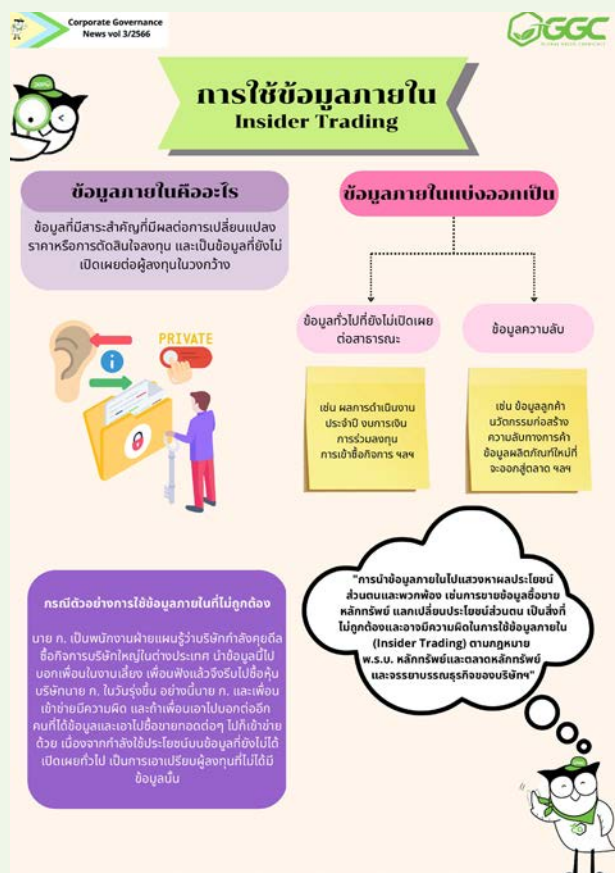 Corporate Governance
News vol 3/2566
GGC
GLOBAL GREEN CHEMICALS
การใช้ข้อมูลภายใน
Insider Trading
ข้อมูลภายในคืออะไร
ข้อมูลที่มีสาระสำคัญที่มีผลต่อการเปลี่ยนแปลง
ราคาหรือการตัดสินใจลงทุน และเป็นข้อมูลที่ยังไม่
เปิดเผยต่อผู้ลงทุนในวงกว้าง
PRIVATE
ข้อมูลภายในแบ่งออกเป็น
ข้อมูลทั่วไปที่ยังไม่เปิดเผย
ต่อสาธารณะ
ข้อมูลความลับ
เช่น ผลการดำเนินงาน
ประจำปี งบการเงิน
การร่วมลงทุน
การเข้าซื้อกิจการ ฯลฯ
เช่น ข้อมูลลูกค้า
นวัตกรรมก่อสร้าง
ความลับทางการค้า
ข้อมูลผลิตภัณฑ์ใหม่ที่
จะออกสู่ตลาด ฯลฯ
กรณีตัวอย่างการใช้ข้อมูลภายในที่ไม่ถูกต้อง
นาย ก. เป็นพนักงานฝ่ายแผนรู้ว่าบริษัทกำลังคุยดีล
ซื้อกิจการบริษัทใหญ่ในต่างประเทศ นำข้อมูลนี้ไป
บอกเพื่อนในงานเลี้ยง เพื่อนฟังแล้วจึงรีบไปซื้อหุ้น
บริษัทนาย ก. ในวันรุ่งขึ้น อย่างนี้นาย ก. และเพื่อน
เข้าข่ายมีความผิด และถ้าเพื่อนเอาไปบอกต่ออีก
คนที่ได้ข้อมูลและเอาไปซื้อขายทอดต่อๆ ไปก็เข้าข่าย
ด้วย เนื่องจากกำลังใช้ประโยชน์บนข้อมูลที่ยังไม่ได้
เปิดเผยทั่วไป เป็นการเอาเปรียบผู้ลงทุนที่ไม่ได้มี
ข้อมูลนั้น
"การนำข้อมูลภายในไปแสวงหาผลประโยชน์
ส่วนตนและพวกพ้อง เช่นการขายข้อมูลซื้อขาย
หลักทรัพย์ แลกเปลี่ยนประโยชน์ส่วนตน เป็นสิ่งที่
ไม่ถูกต้องและอาจมีความผิดในการใช้ข้อมูลภายใน
(Insider Trading) ตามกฎหมาย
พ.ร.บ. หลักทรัพย์และตลาดหลักทรัพย์
และจรรยาบรรณธุรกิจของบริษัทฯ"